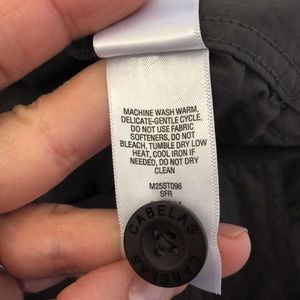 MACHINE WASH WARM,
DELICATE-GENTLE CYCLE,
DO NOT USE FABRIC
SOFTENERS, DO NOT
BLEACH, TUMBLE DRY LOW
HEAT, COOL IRON IF
NEEDED, DO NOT DRY
CLEAN
M25ST096
SFR
CABELAS
CABELAS